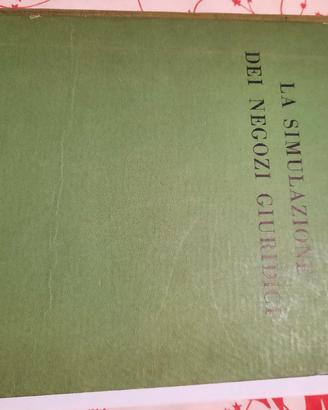 LA SIMULAZIONE
DEI NEGOZI GIURIDICI